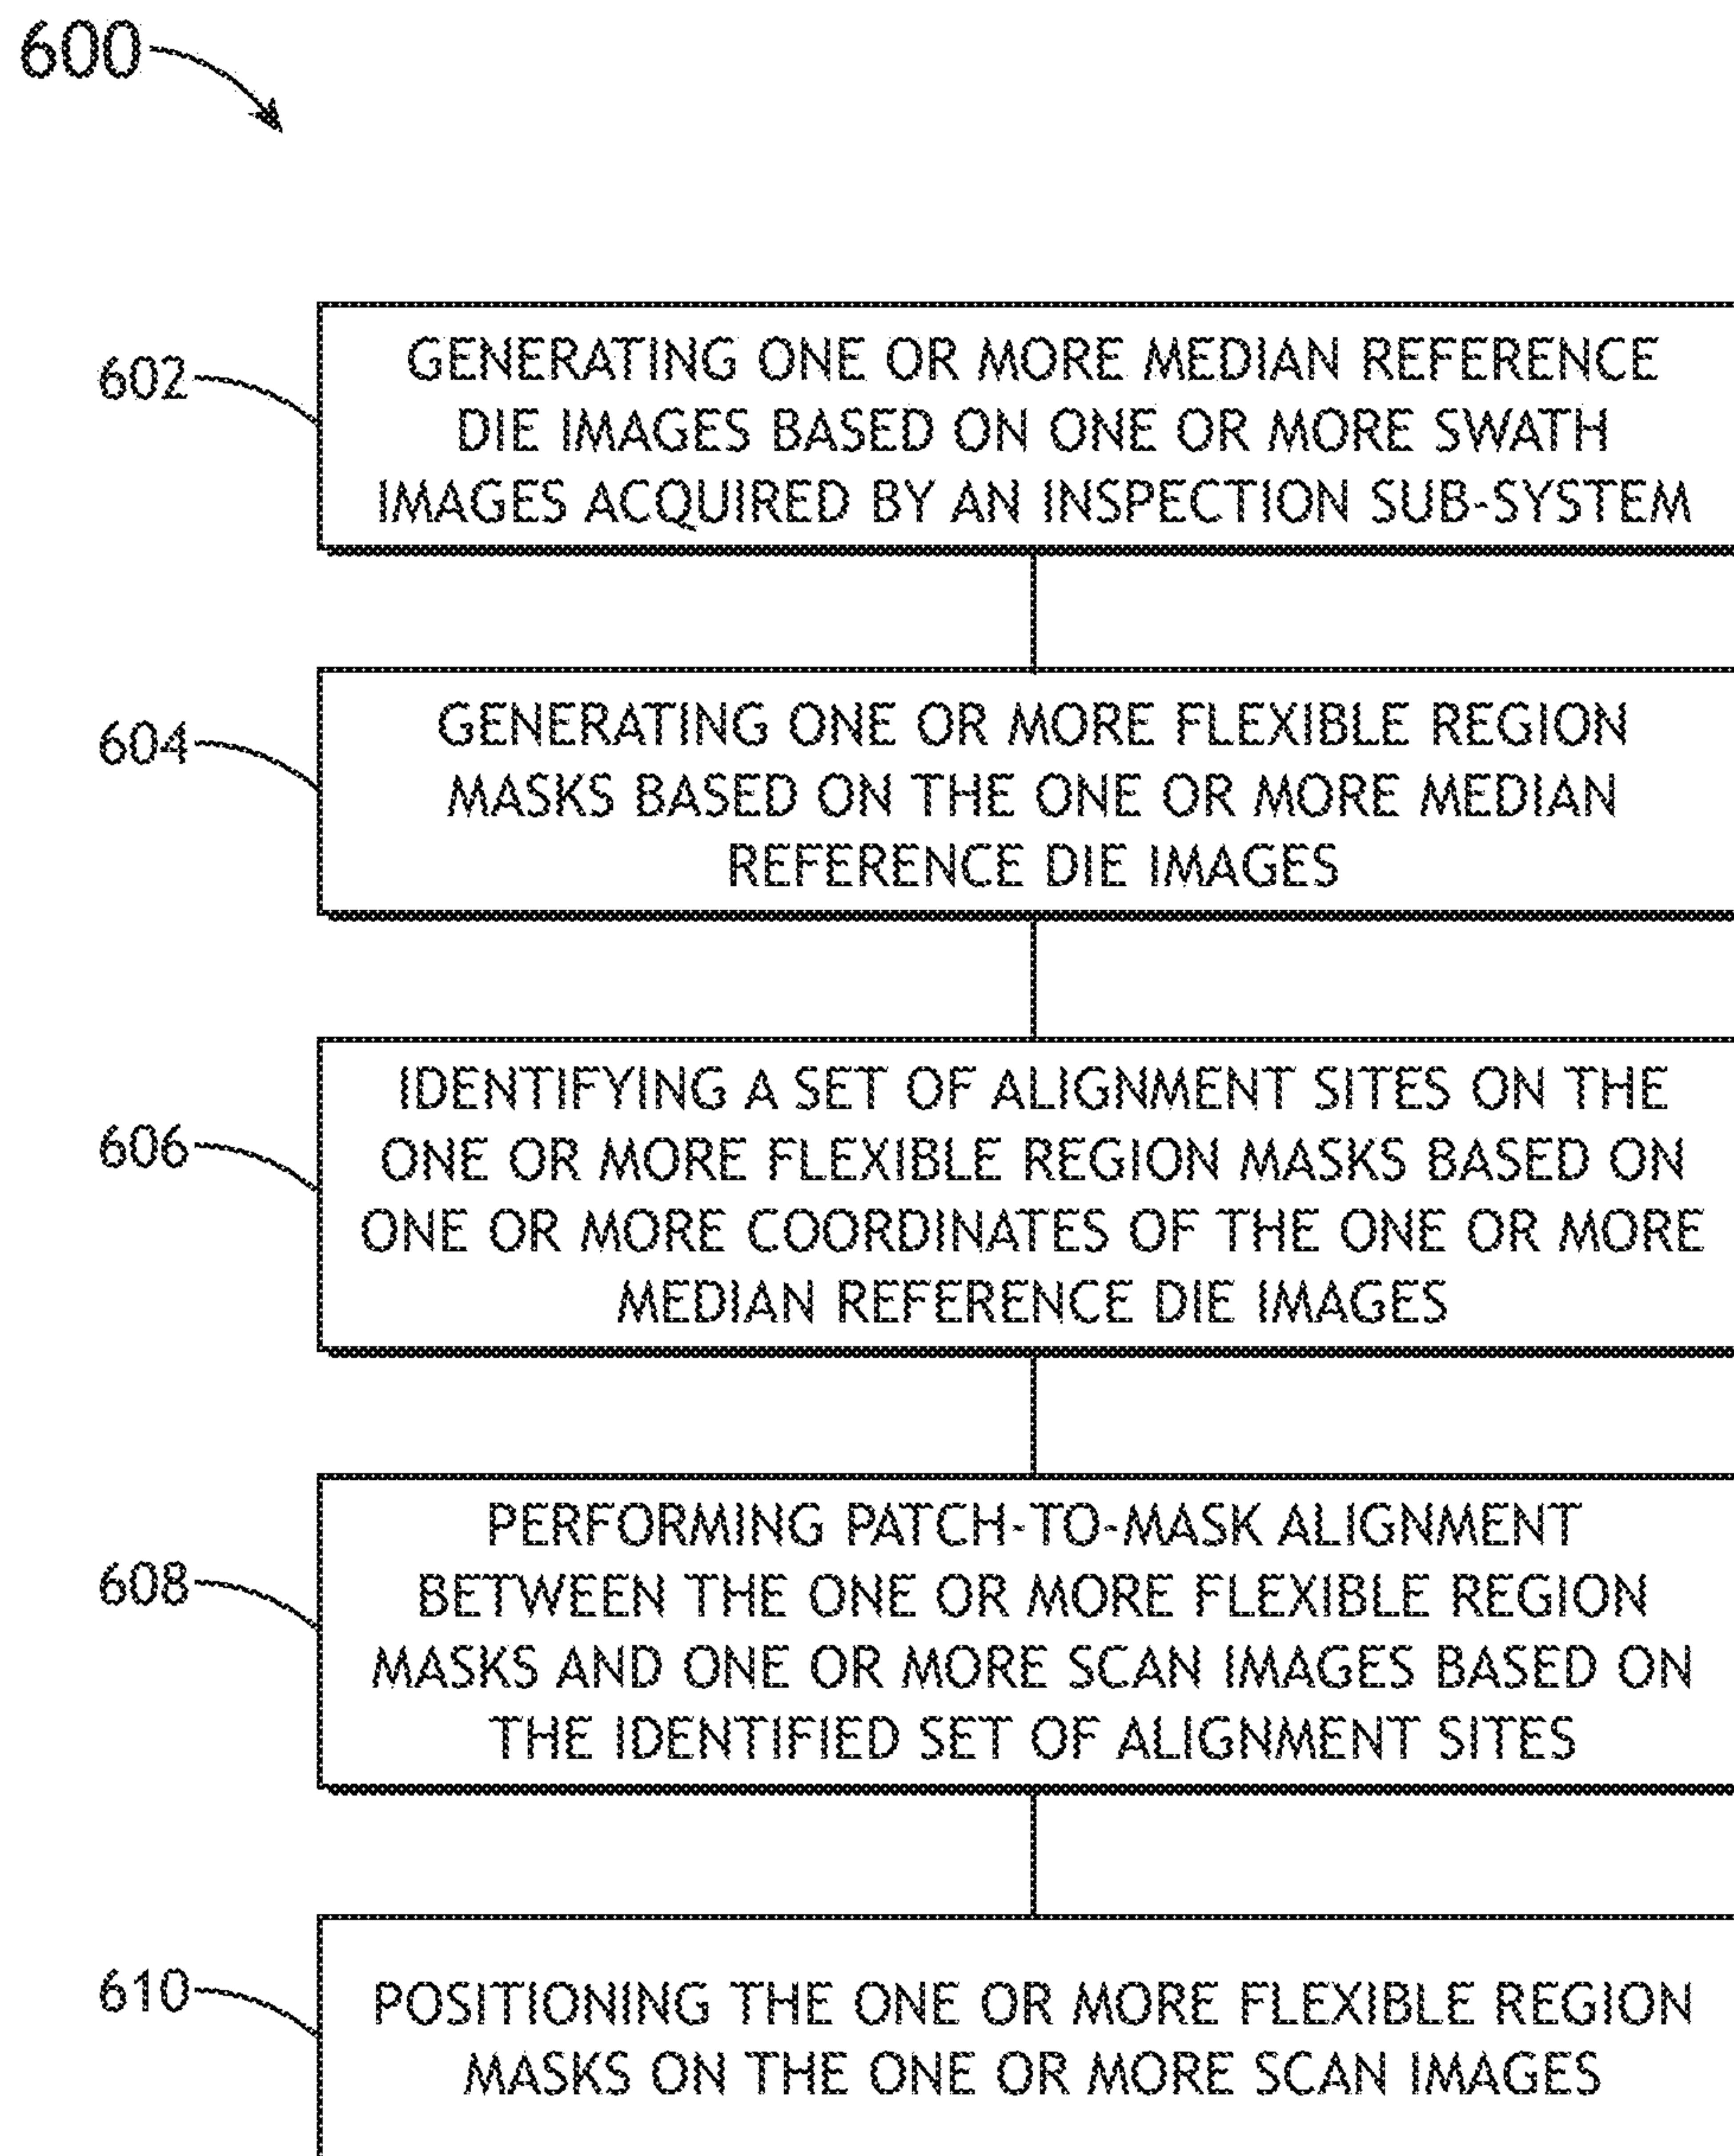 600
602
GENERATING ONE OR MORE MEDIAN REFERENCE
DIE IMAGES BASED ON ONE OR MORE SWATH
IMAGES ACQUIRED BY AN INSPECTION SUB-SYSTEM
604
GENERATING ONE OR MORE FLEXIBLE REGION
MASKS BASED ON THE ONE OR MORE MEDIAN
REFERENCE DIE IMAGES
606
IDENTIFYING A SET OF ALIGNMENT SITES ON THE
ONE OR MORE FLEXIBLE REGION MASKS BASED ON
ONE OR MORE COORDINATES OF THE ONE OR MORE
MEDIAN REFERENCE DIE IMAGES
608
PERFORMING PATCH-TO-MASK ALIGNMENT
BETWEEN THE ONE OR MORE FLEXIBLE REGION
MASKS AND ONE OR MORE SCAN IMAGES BASED ON
THE IDENTIFIED SET OF ALIGNMENT SITES
610
POSITIONING THE ONE OR MORE FLEXIBLE REGION
MASKS ON THE ONE OR MORE SCAN IMAGES